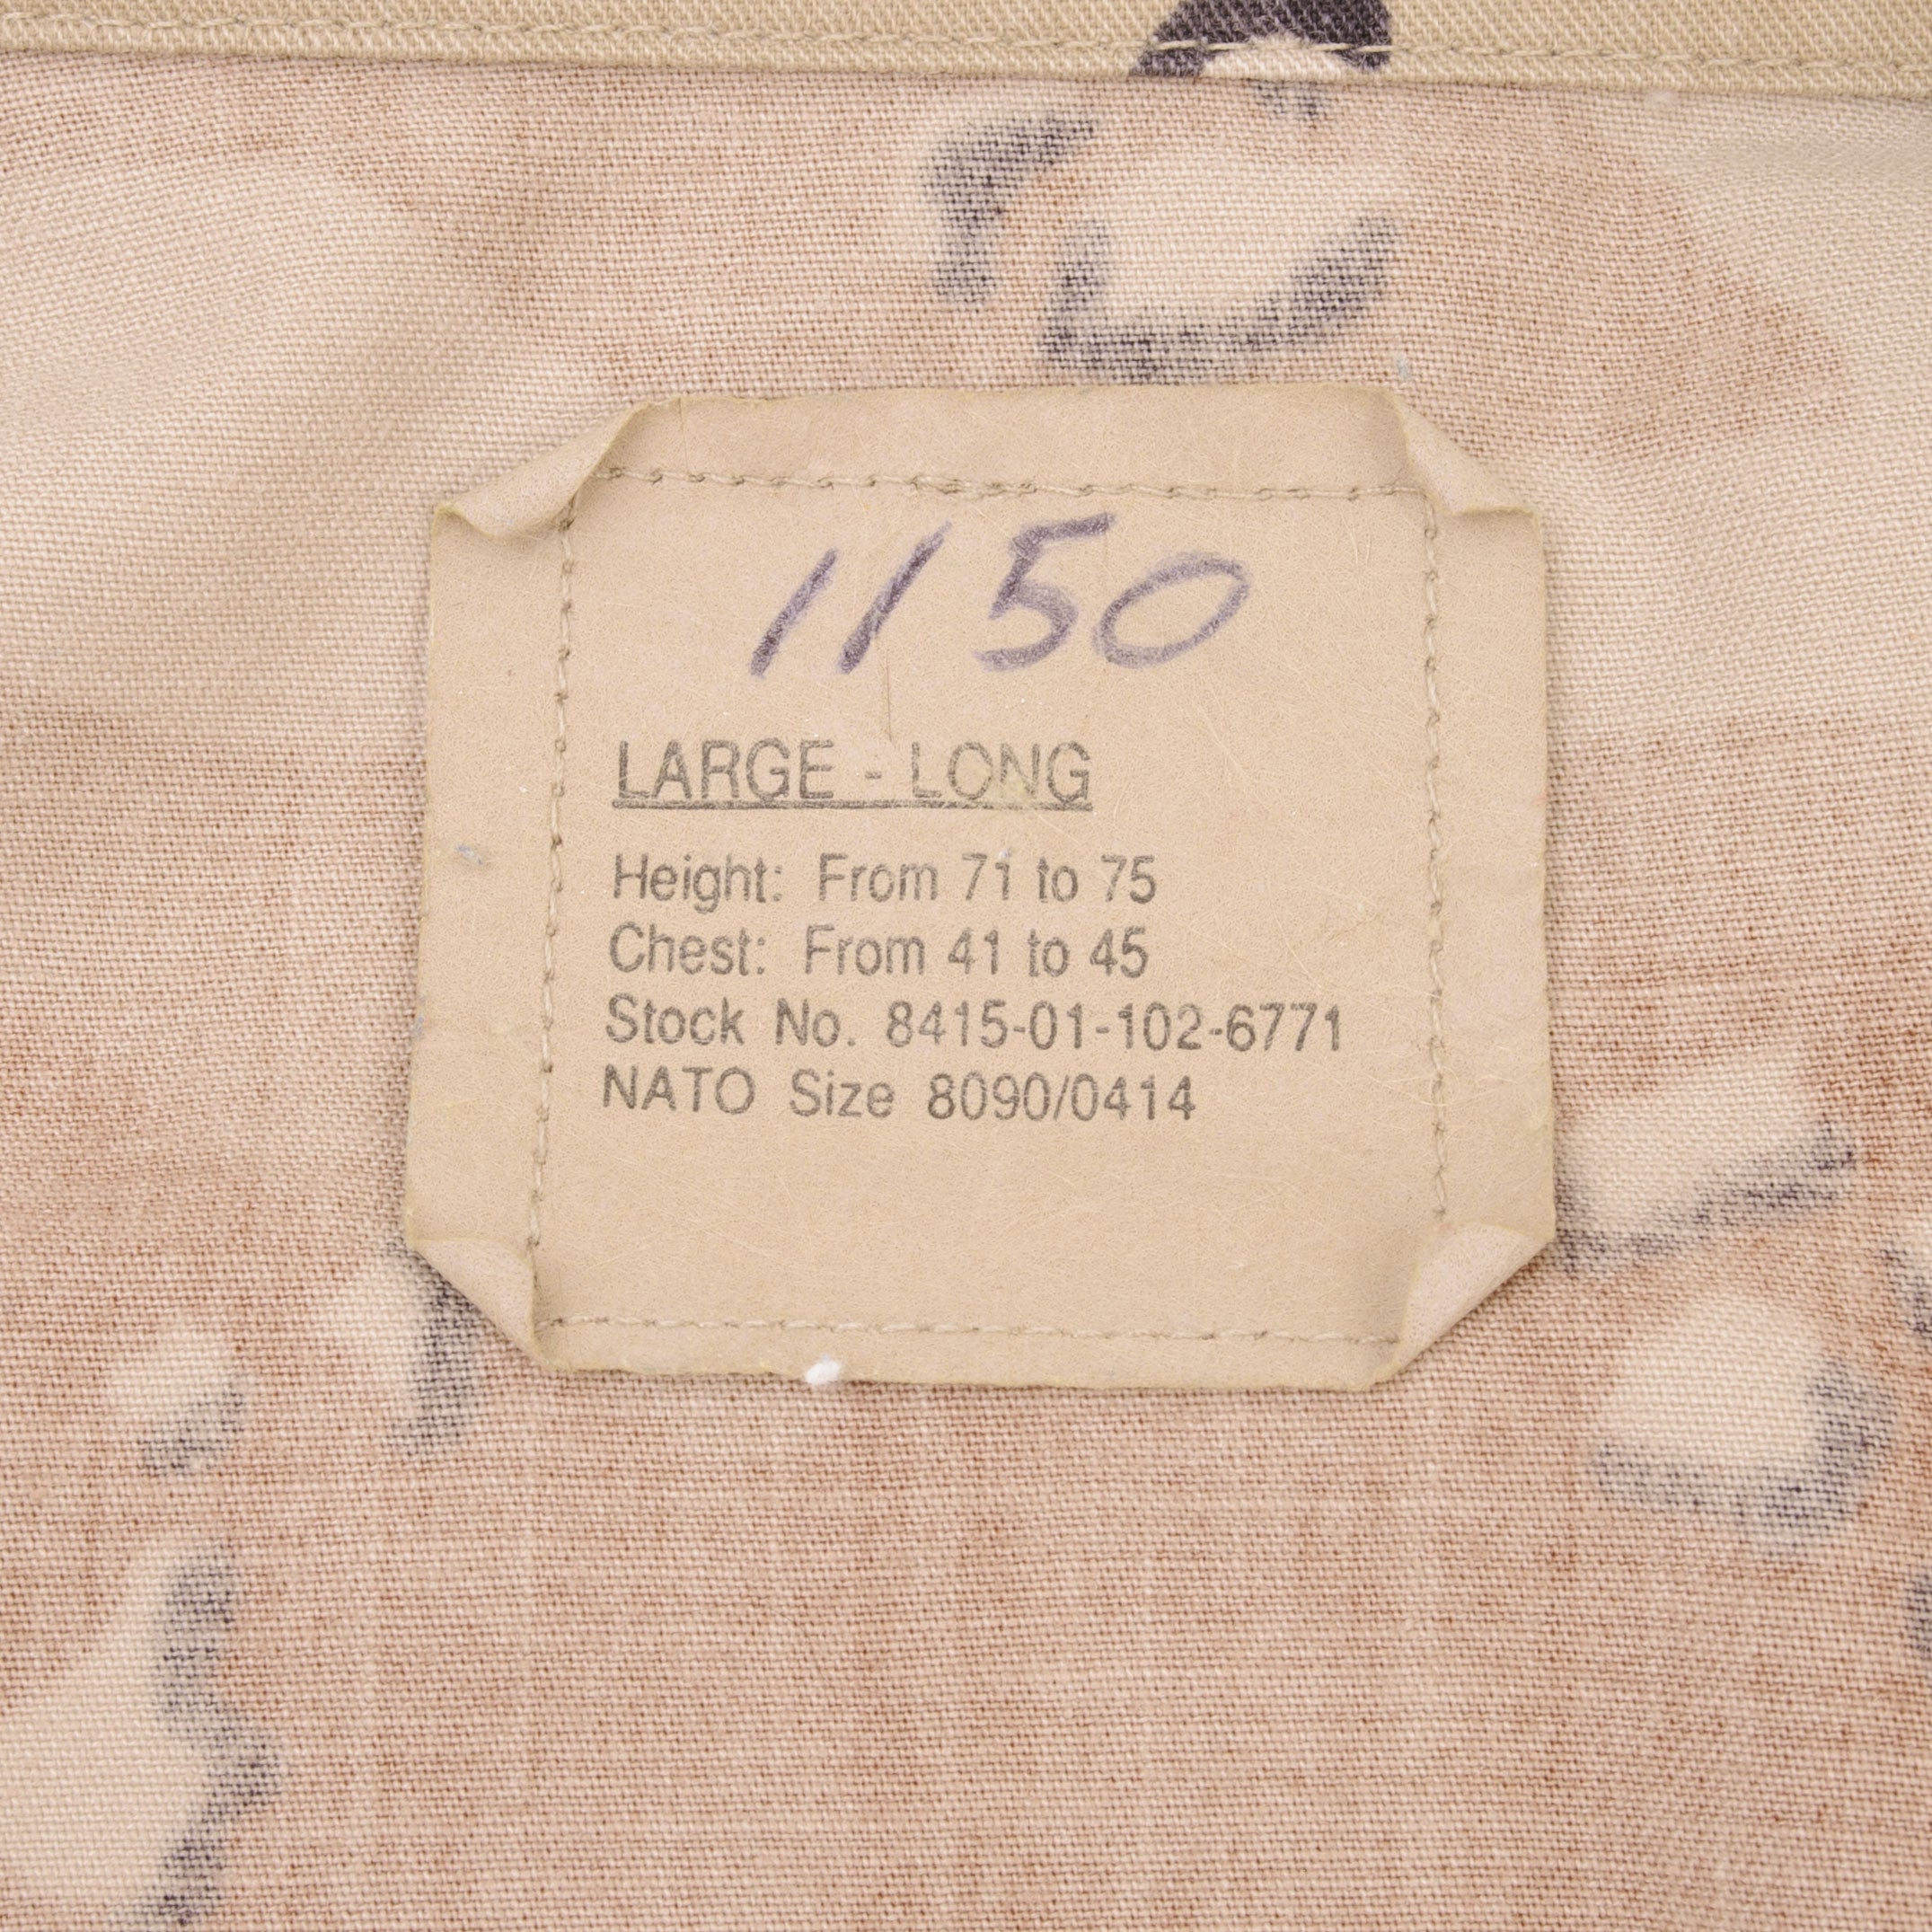 1150
LARGE - LONG
Height: From 71 to 75
Chest: From 41 to 45
Stock No. 8415-01-102-6771
NATO Size 8090/0414